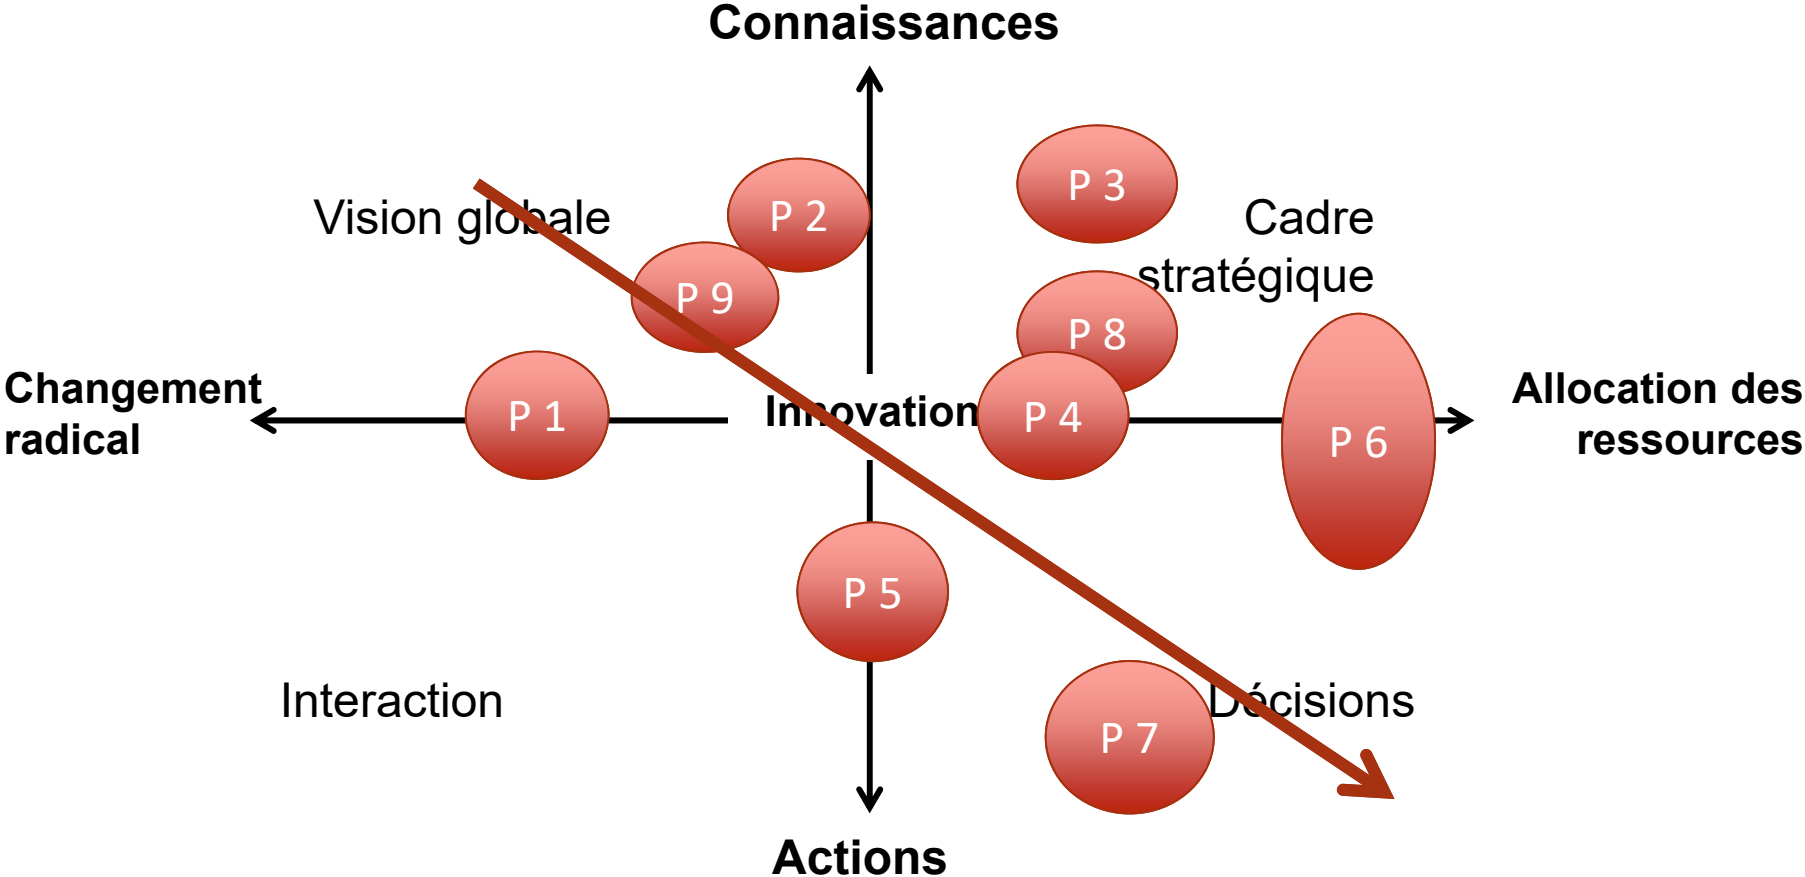 Connaissances
P 3
P 2
Vision globale
Cadre
stratégique
P 9
P 8
Changement
radical
P 1
Innovation
P 4
P 6
Allocation des
ressources
P 5
Interaction
P 7
Décisions
Actions